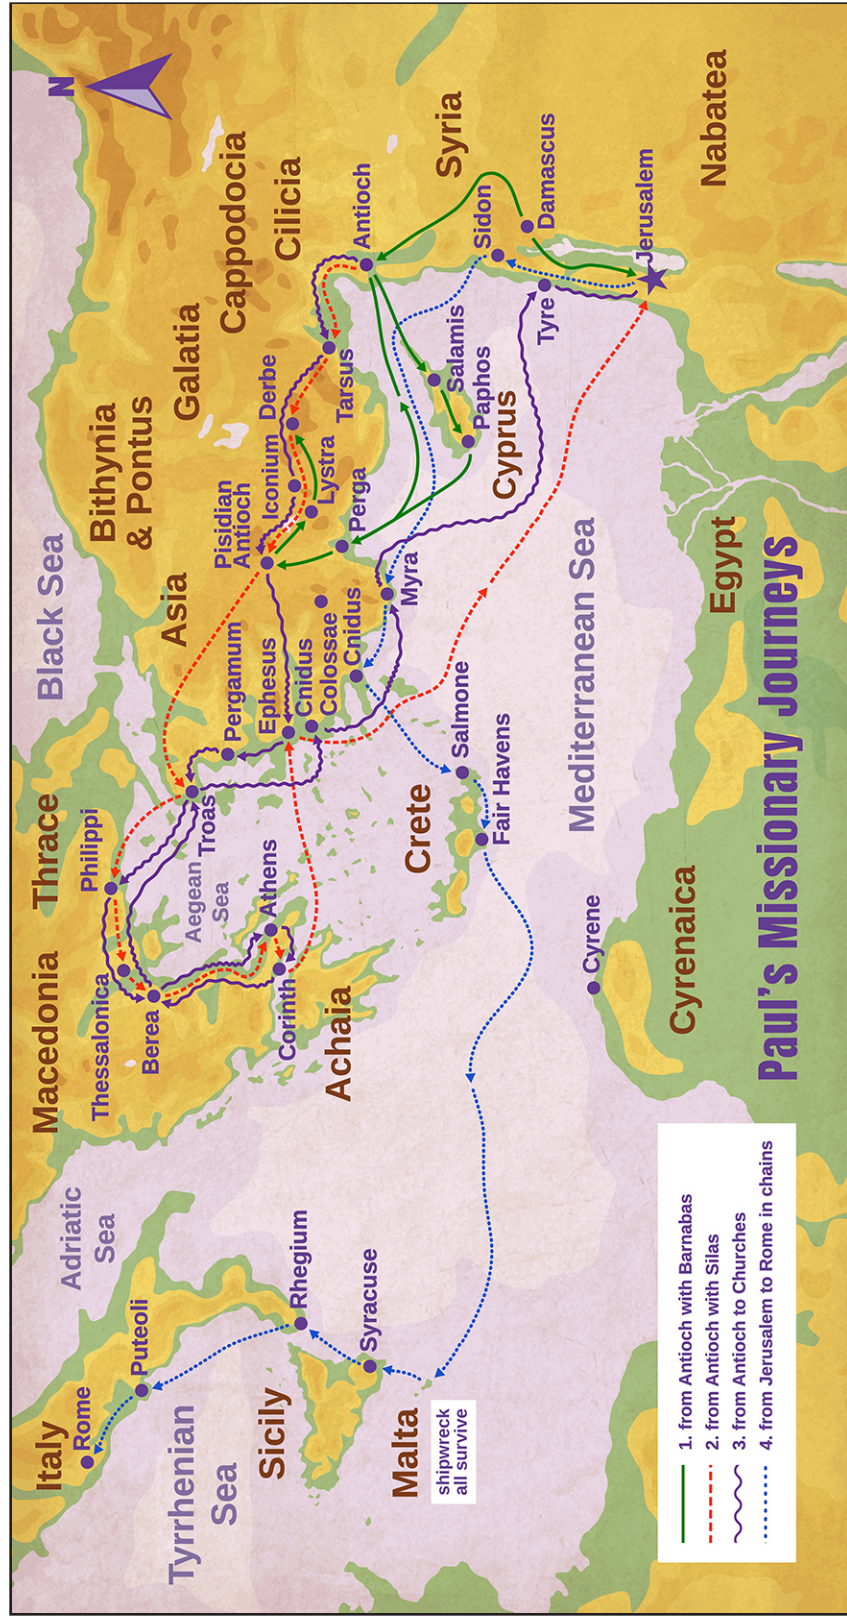 N
Black Sea
Bithynia
& Pontus
Galatia
Cappodocia
Cilicia
Syria
Nabatea
Macedonia
Thrace
Asia
Pisidian
Antioch
Iconium
Derbe
Lystra
Tarsus
Antioch
Perga
Philippi
Thessalonica
Berea
Troas
Aegean
Sea
Pergamum
Ephesus
Cnidus
Colossae
Cnidus
Myra
Athens
Corinth
Achaia
Salamis
Paphos
Cyprus
Sidon
Damascus
Tyre
Jerusalem
Italy
Rome
Puteoli
Adriatic
Sea
Tyrrhenian
Sea
Sicily
Rhegium
Syracuse
Malta
shipwreck
all survive
Crete
Salmone
Fair Havens
Mediterranean Sea
Cyrene
Cyrenaica
Egypt
Paul's Missionary Journeys
1. from Antioch with Barnabas
2. from Antioch with Silas
3. from Antioch to Churches
4. from Jerusalem to Rome in chains